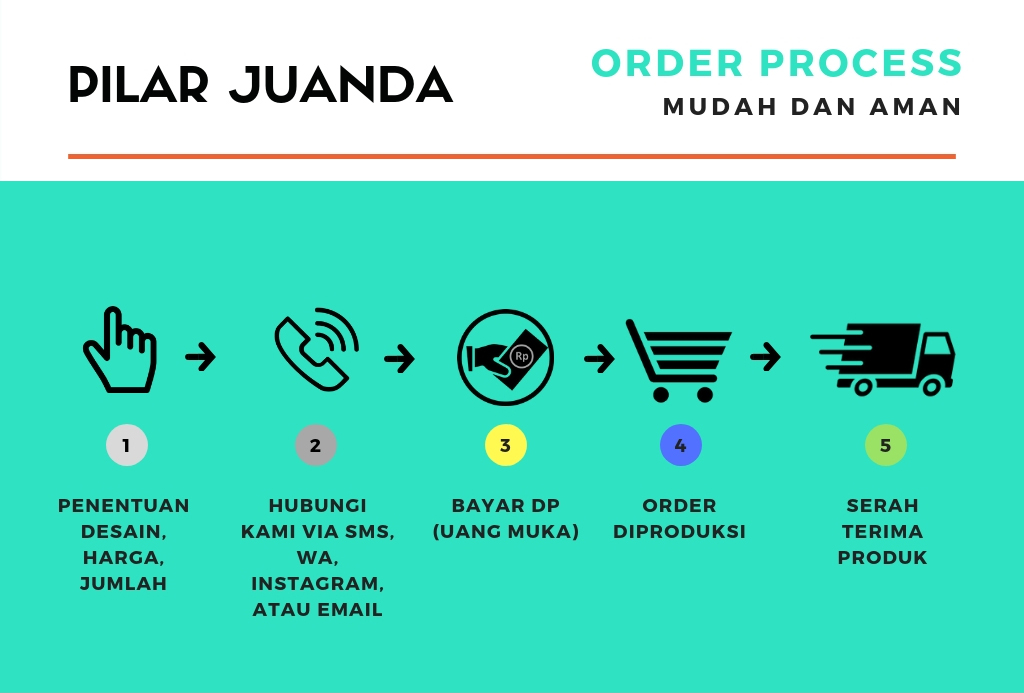 PILAR JUANDA
ORDER PROCESS
MUDAH DAN AMAN
Rp
1
PENENTUAN
DESAIN,
HARGA,
JUMLAH
2
HUBUNGI
KAMI VIA SMS,
WA,
INSTAGRAM,
ATAU EMAIL
3
BAYAR DP
(UANG MUKA)
4
ORDER
DIPRODUKSI
5
SERAH
TERIMA
PRODUK